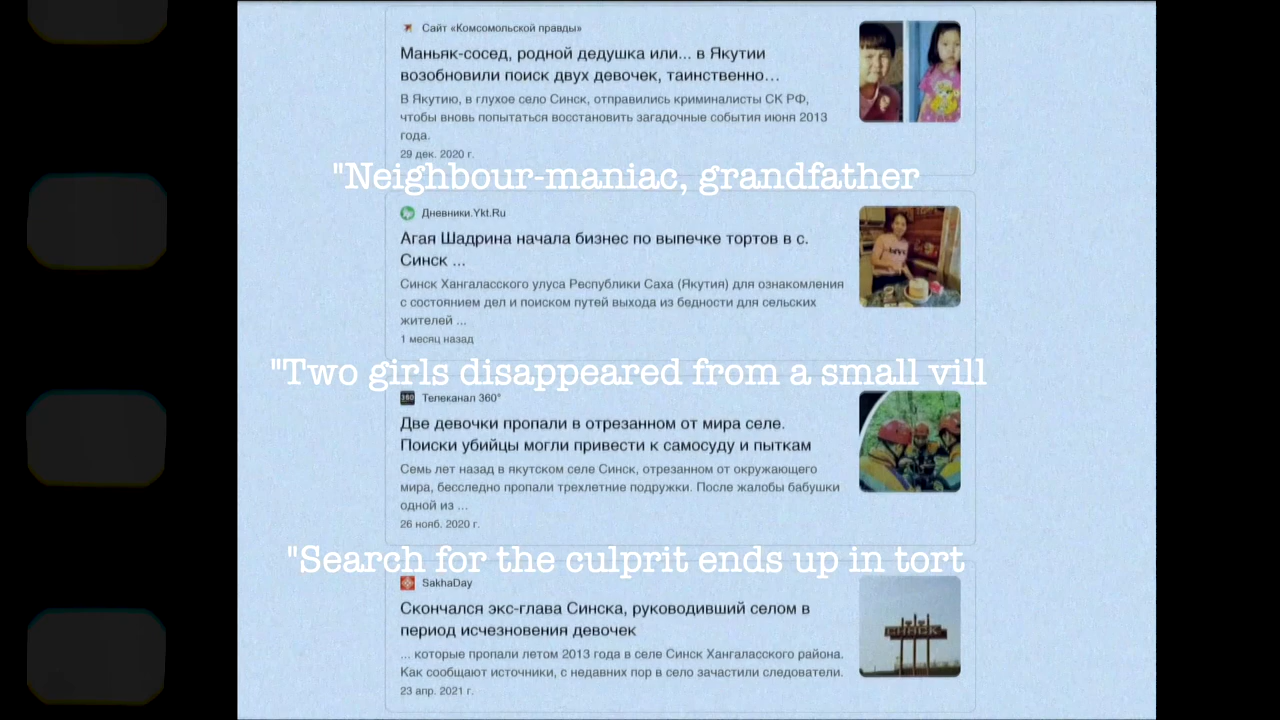 Сайт «Комсомольской правды»
Маньяк-сосед, родной дедушка или... в Якутии
возобновили поиск двух девочек, таинственно...
В Якутию, в глухое село Синск, отправились криминалисты СК РФ,
чтобы вновь попытаться восстановить загадочные события июня 2013
года.
29 дек. 2020 г.
"Neighbour-maniac, grandfather
Дневники.Ykt.Ru
Агая Шадрина начала бизнес по выпечке тортов в с.
Синск ...
Синск Хангаласского улуса Республики Саха (Якутия) для ознакомления
с состоянием дел и поиском путей выхода из бедности для сельских
жителей ...
1 месяц назад
"Two girls disappeared from a small vill
360 Телеканал 360°
Две девочки пропали в отрезанном от мира селе.
Поиски убийцы могли привести к самосуду и пыткам
Семь лет назад в якутском селе Синск, отрезанном от окружающего
мира, бесследно пропали трехлетние подружки. После жалобы бабушки
одной из ...
26 нояб. 2020 г.
"Search for the culprit ends up in tort
SakhaDay
Скончался экс-глава Синска, руководивший селом в
период исчезновения девочек
... которые пропали летом 2013 года в селе Синск Хангаласского района.
Как сообщают источники, с недавних пор в село зачастили следователи.
23 апр. 2021 г.
СИНСК